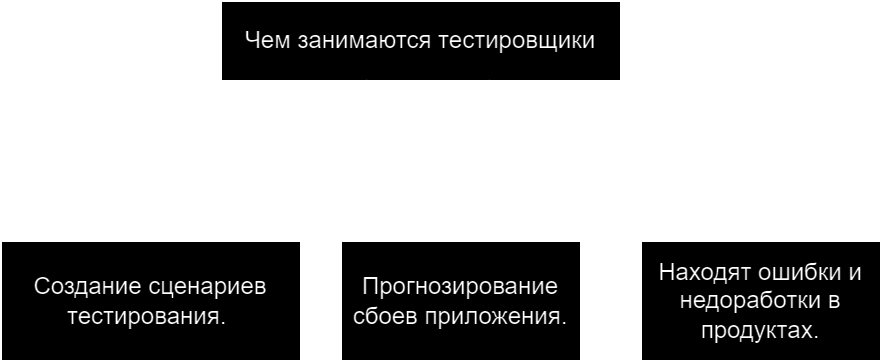 Чем занимаются тестировщики
Создание сценариев
тестирования.
Прогнозирование
сбоев приложения.
Находят ошибки и
недоработки в
продуктах.